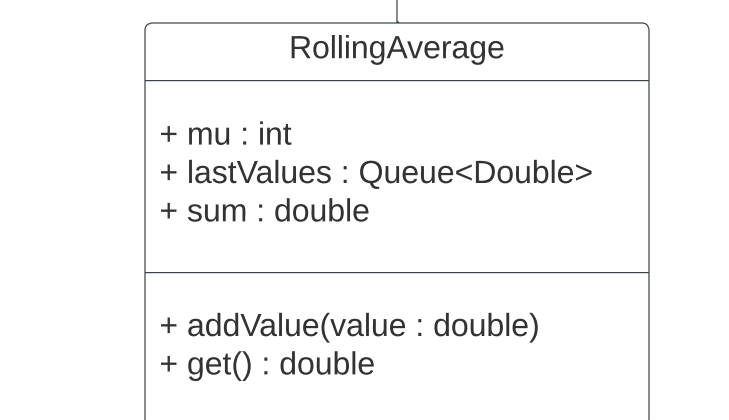 RollingAverage
+ mu : int
+ lastValues : Queue<Double>
+ sum : double
+ addValue(value : double)
+ get() : double